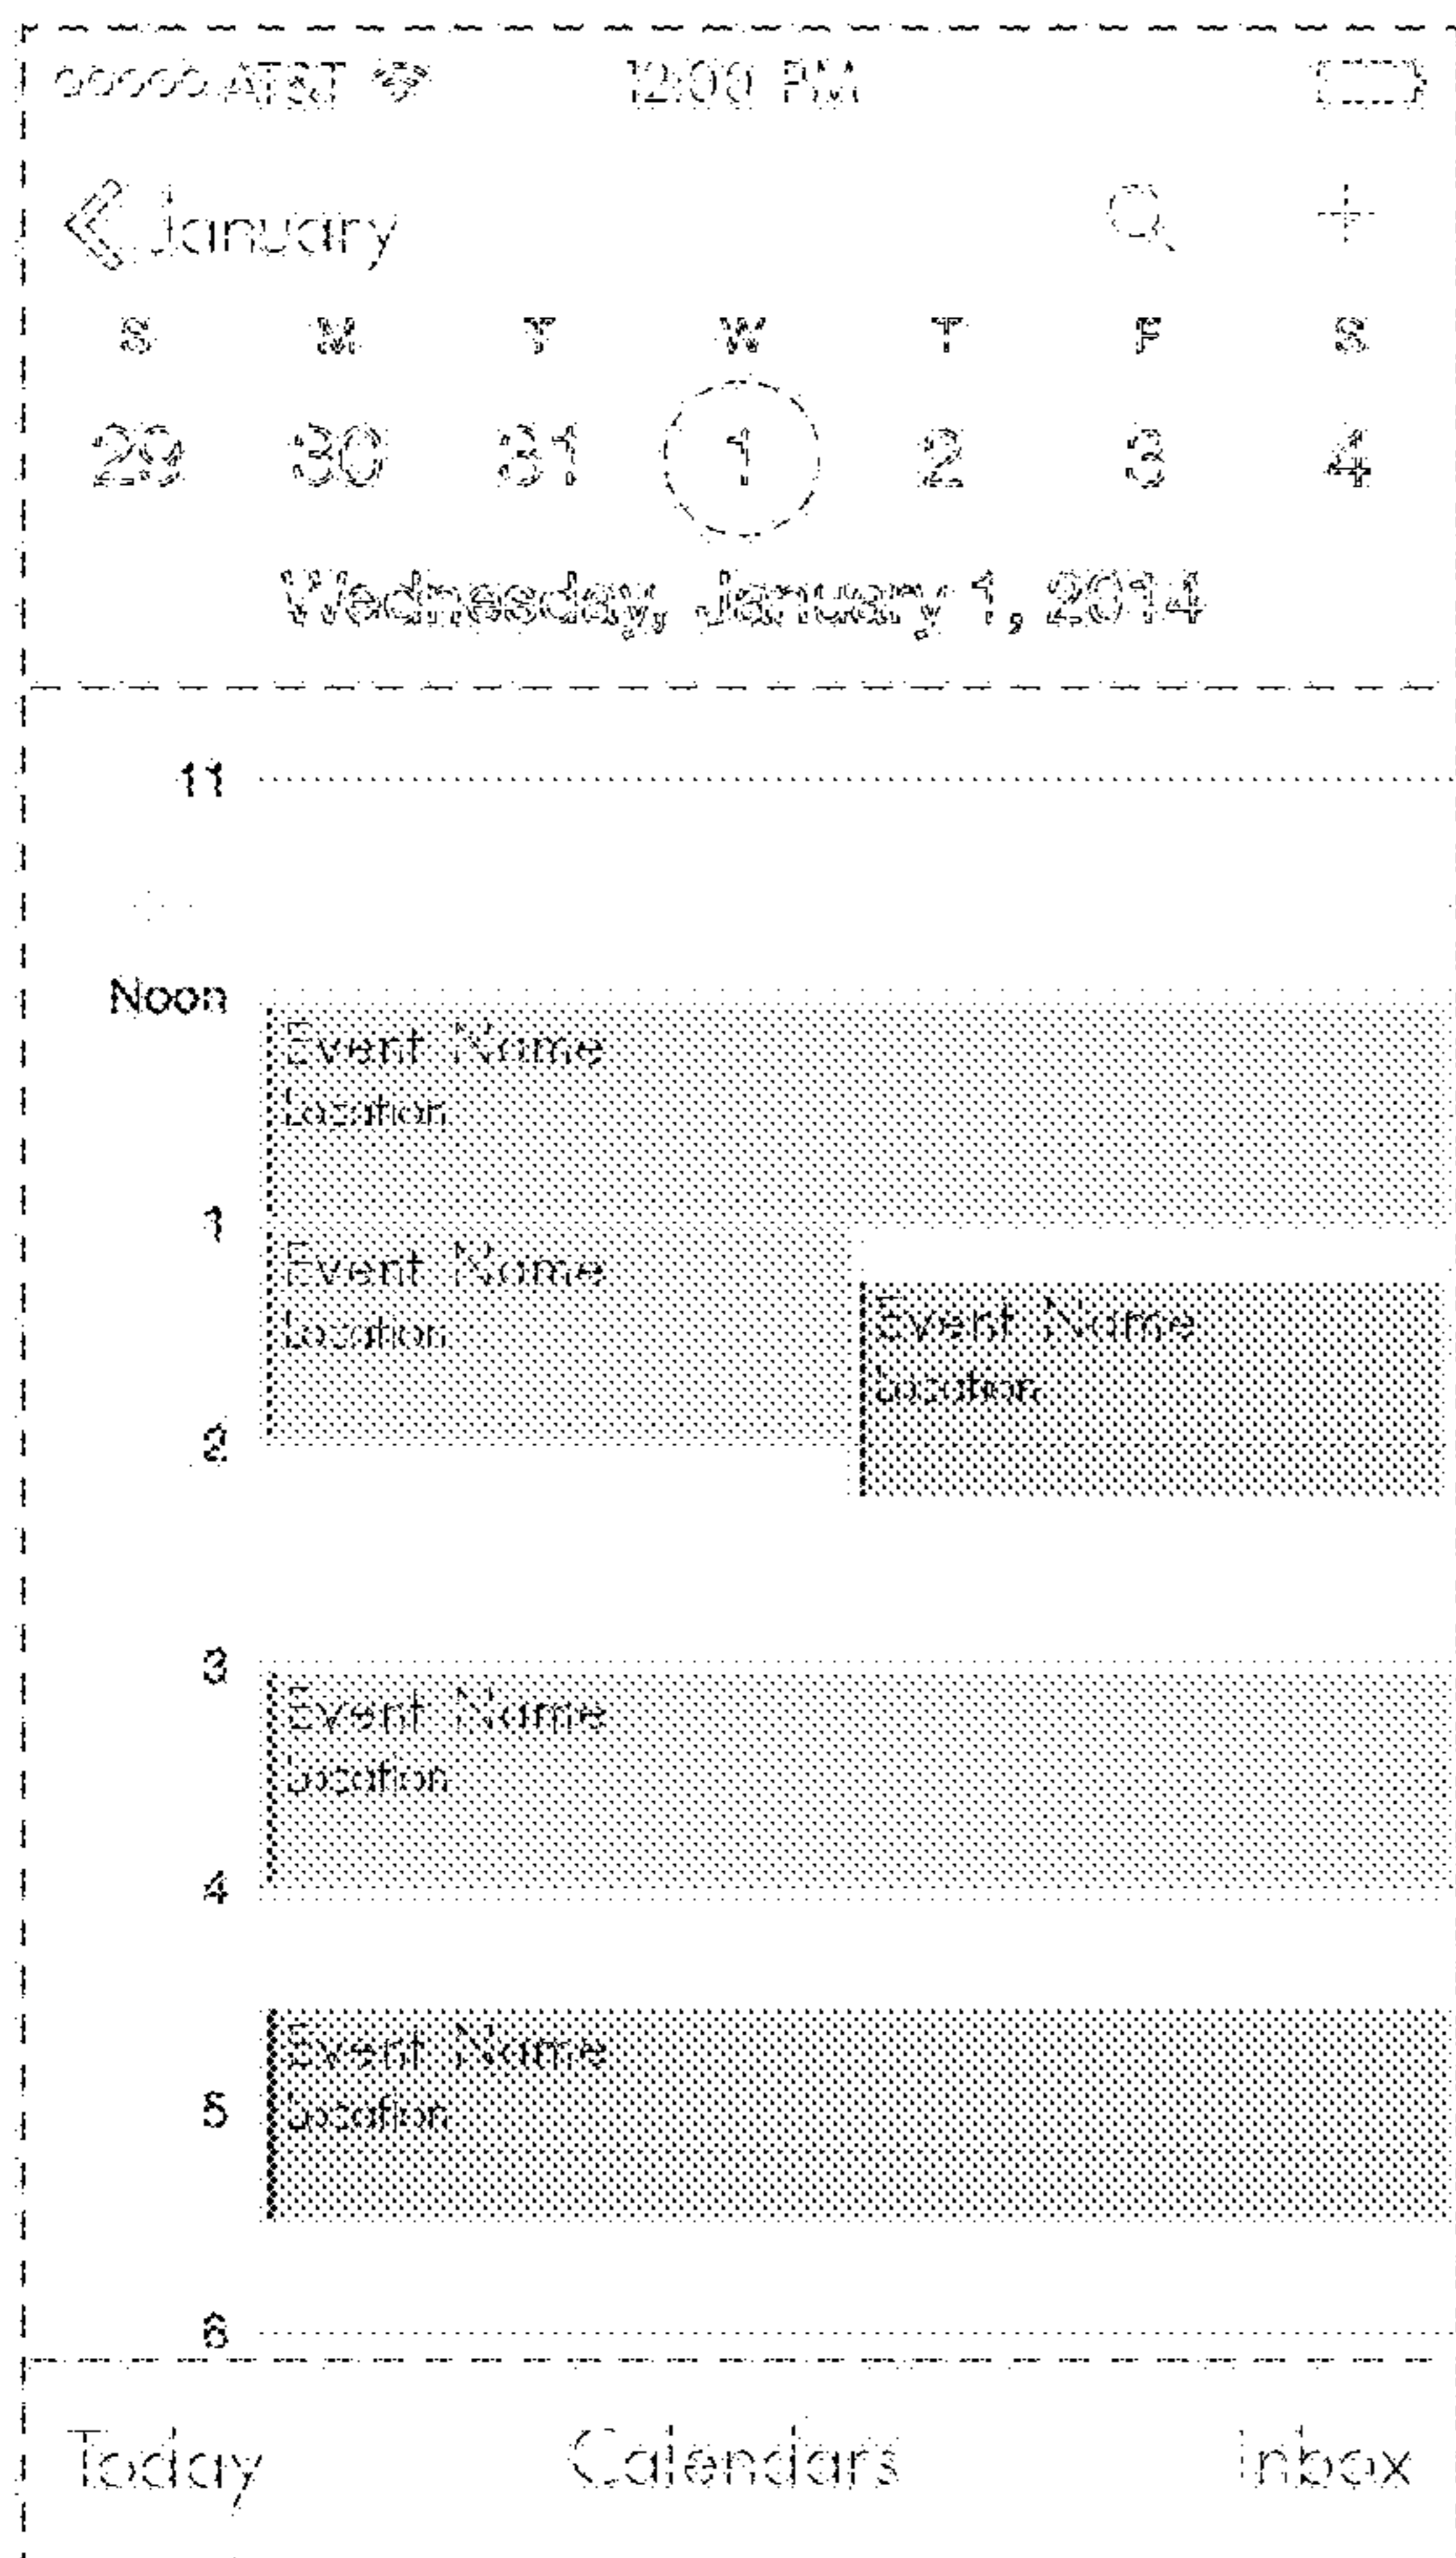 AT&T 12:00 PM
January
S M T W T F S
29 30 31 1 2 3 4
Wednesday, January 1, 2014
11
Noon
Event Name
Location
1
Event Name
Location
Event Name
Location
2
3
Event Name
Location
4
Event Name
Location
5
6
Today Calendars Inbox